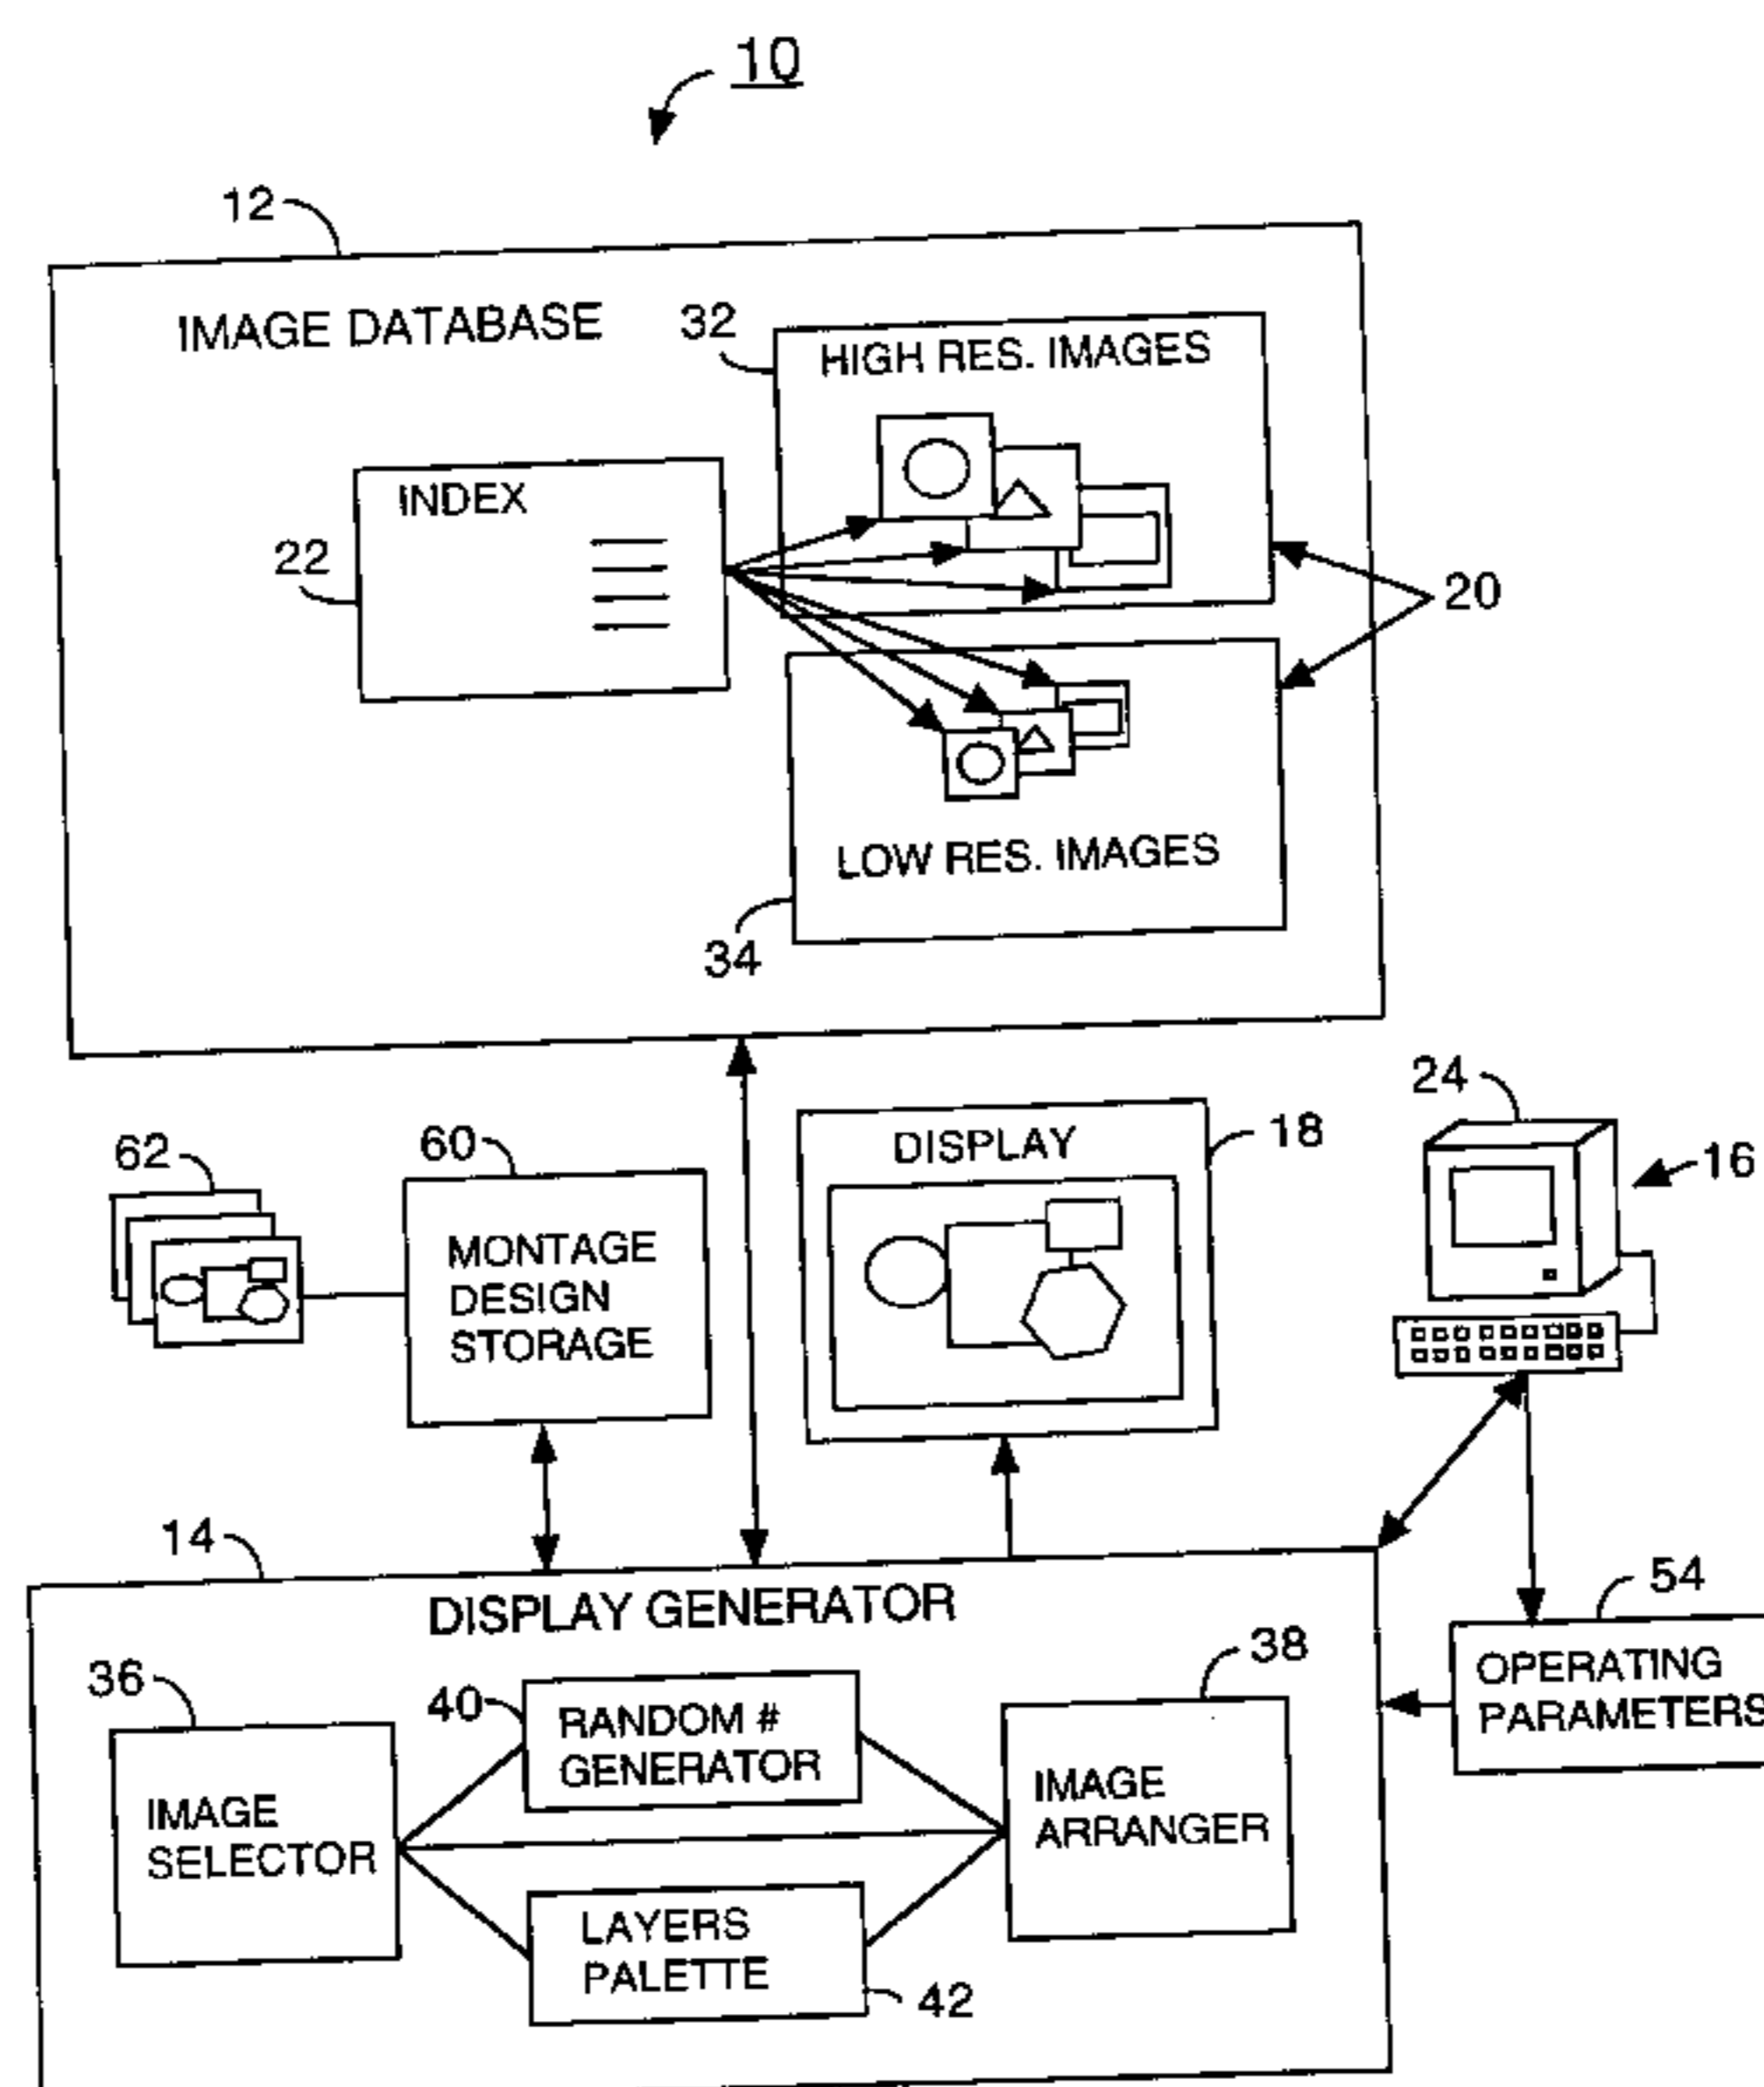 10
12
IMAGE DATABASE
32
HIGH RES. IMAGES
INDEX
22
20
LOW RES. IMAGES
34
24
62
60
DISPLAY
18
16
MONTAGE
DESIGN
STORAGE
14
DISPLAY GENERATOR
54
36
40
RANDOM #
GENERATOR
38
OPERATING
PARAMETERS
IMAGE
SELECTOR
IMAGE
ARRANGER
LAYERS
PALETTE
42